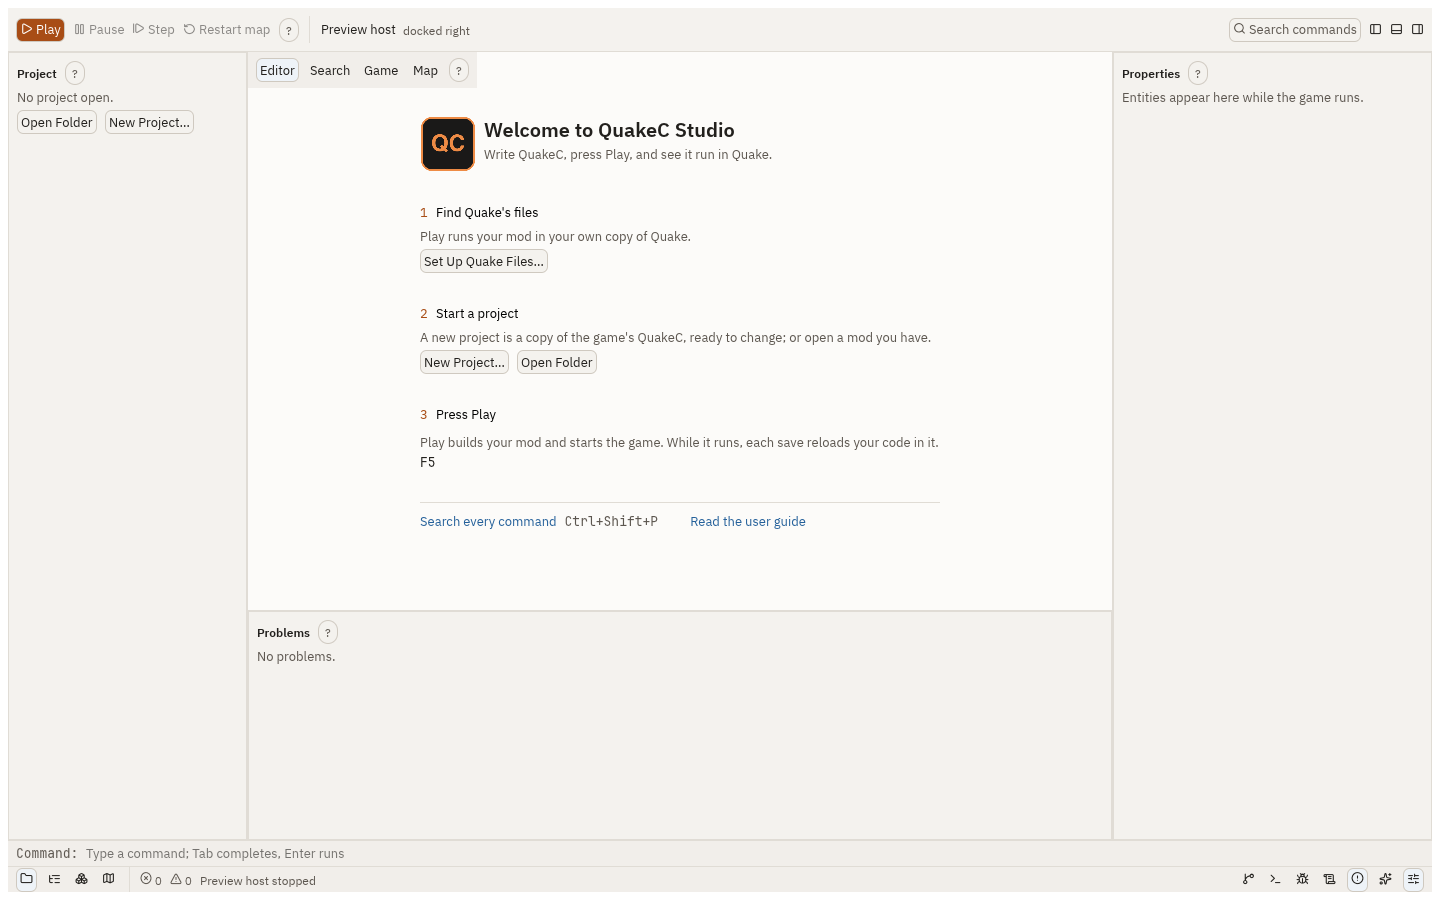 Play Pause Step Restart map ? Preview host docked right Search commands
Project ?
No project open.
Open Folder New Project...
Editor Search Game Map ?
QC
Welcome to QuakeC Studio
Write QuakeC, press Play, and see it run in Quake.
1 Find Quake's files
Play runs your mod in your own copy of Quake.
Set Up Quake Files...
2 Start a project
A new project is a copy of the game's QuakeC, ready to change; or open a mod you have.
New Project... Open Folder
3 Press Play
Play builds your mod and starts the game. While it runs, each save reloads your code in it.
F5
Search every command Ctrl+Shift+P Read the user guide
Properties ?
Entities appear here while the game runs.
Problems ?
No problems.
Command: Type a command; Tab completes, Enter runs
0 0 Preview host stopped